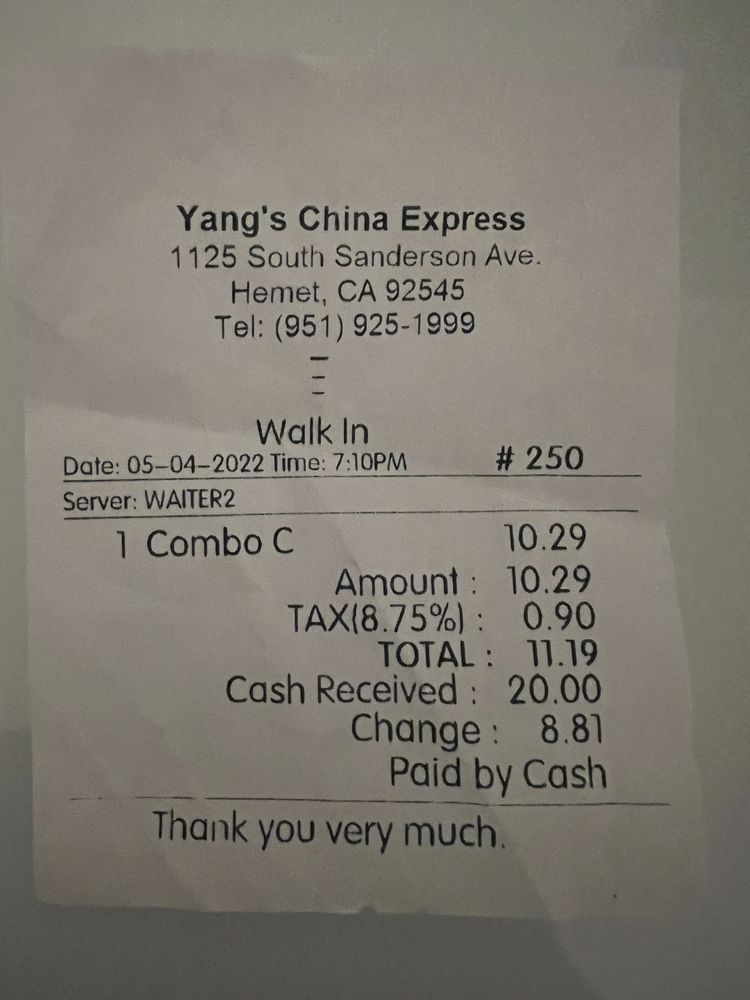 Yang's China Express
1125 South Sanderson Ave.
Hemet, CA 92545
Tel: (951) 925-1999
Walk In
Date: 05-04-2022 Time: 7:10PM # 250
Server: WAITER2
1 Combo C 10.29
Amount : 10.29
TAX(8.75%) : 0.90
TOTAL : 11.19
Cash Received : 20.00
Change : 8.81
Paid by Cash
Thank you very much.